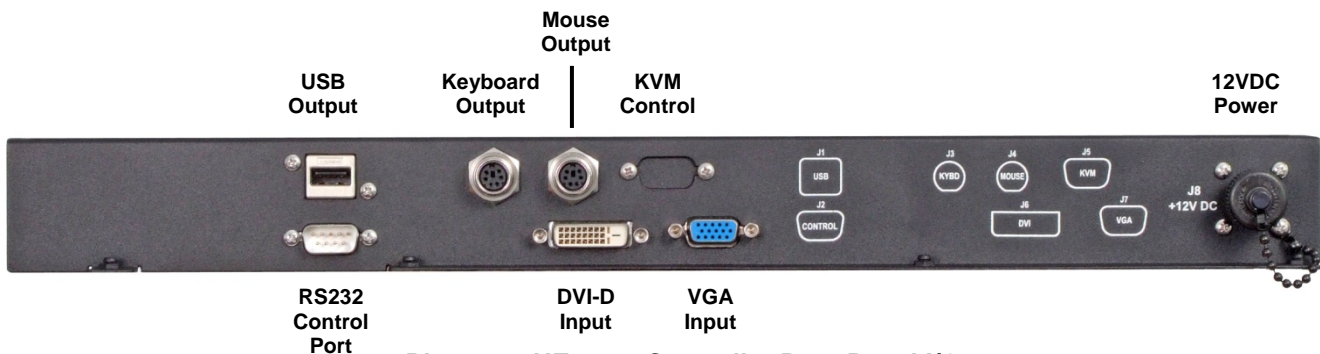 Mouse
Output
USB
Output
Keyboard
Output
KVM
Control
12VDC
Power
J1
USB
J2
CONTROL
J3
KYBD
J4
MOUSE
J5
KVM
J6
DVI
J7
VGA
J8
+12V DC
RS232
Control
Port
DVI-D
Input
VGA
Input